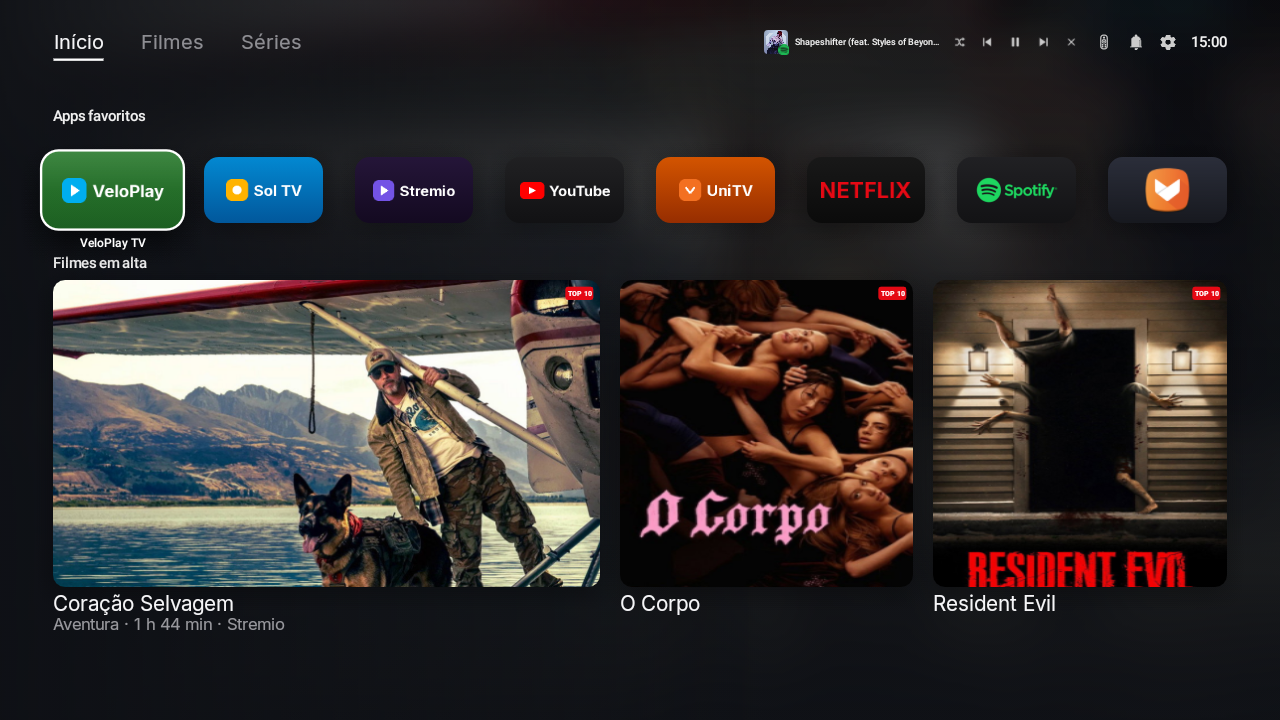 Início Filmes Séries
Shapeshifter (feat. Styles of Beyon...
15:00
Apps favoritos
VeloPlay
Sol TV
Stremio
YouTube
UniTV
NETFLIX
Spotify
VeloPlay TV
Filmes em alta
TOP 10
TOP 10
TOP 10
O Corpo
RESIDENT EVIL
Coração Selvagem
Aventura · 1 h 44 min · Stremio
O Corpo
Resident Evil